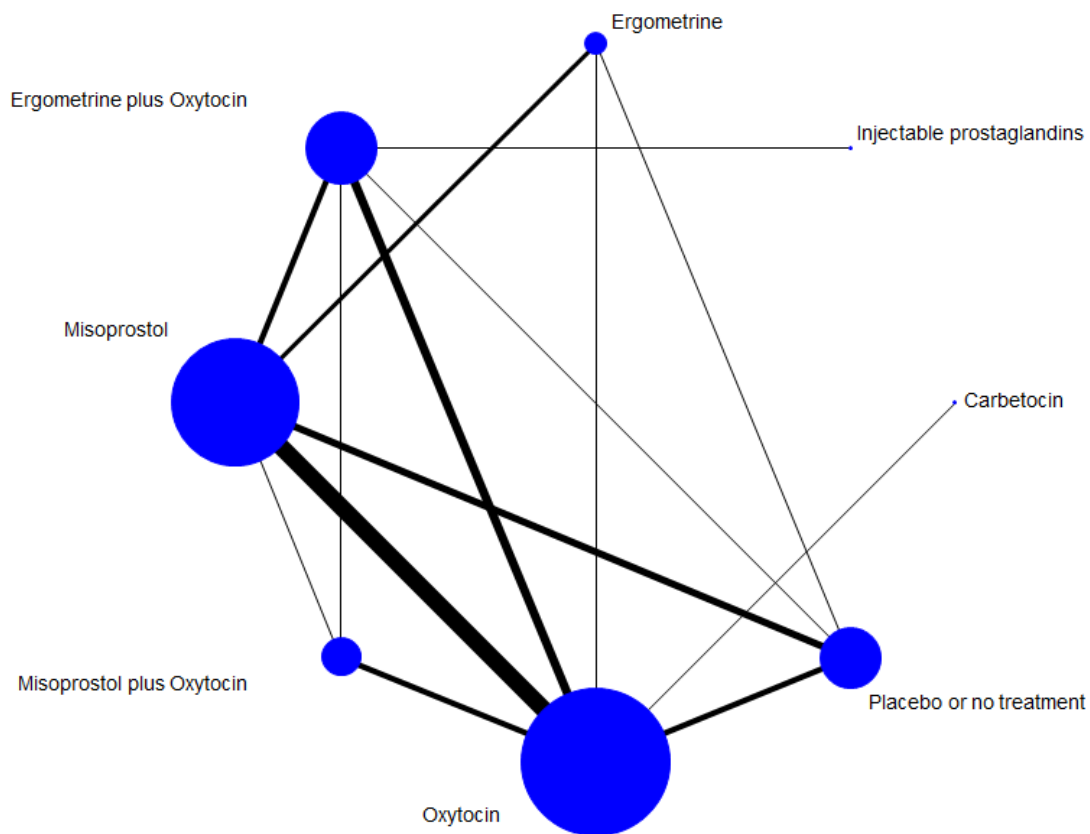 Ergometrine
Ergometrine plus Oxytocin
Injectable prostaglandins
Misoprostol
Carbetocin
Misoprostol plus Oxytocin
Placebo or no treatment
Oxytocin